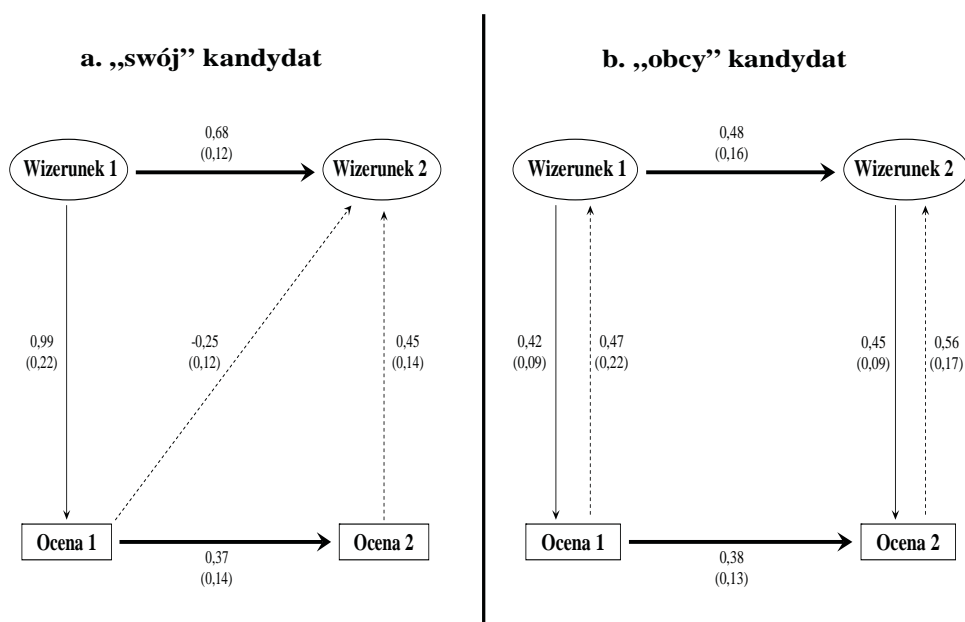 a. „swój” kandydat
0,68
(0,12)
Wizerunek 1
Wizerunek 2
0,99
(0,22)
-0,25
(0,12)
0,45
(0,14)
Ocena 1
Ocena 2
0,37
(0,14)
b. „obcy” kandydat
0,48
(0,16)
Wizerunek 1
Wizerunek 2
0,42
(0,09)
0,47
(0,22)
0,45
(0,09)
0,56
(0,17)
Ocena 1
Ocena 2
0,38
(0,13)